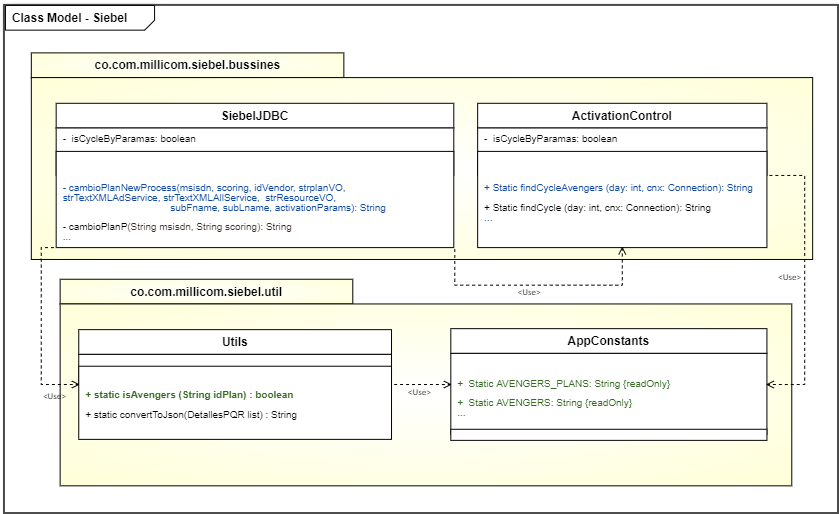 Class Model - Siebel
co.com.millicom.siebel.bussines
SiebelJDBC
- isCycleByParamas: boolean
- cambioPlanNewProcess(msisdn, scoring, idVendor, strplanVO,
strTextXMLAdService, strTextXMLAllService, strResourceVO,
subFname, subLname, activationParams): String
- cambioPlanP(String msisdn, String scoring): String
...
ActivationControl
- isCycleByParamas: boolean
+ Static findCycleAvengers (day: int, cnx: Connection): String
+ Static findCycle (day: int, cnx: Connection): String
...
<Use>
<Use>
co.com.millicom.siebel.util
Utils
+ static isAvengers (String idPlan) : boolean
+ static convertToJson(DetallesPQR list) : String
<Use>
<Use>
AppConstants
+ Static AVENGERS_PLANS: String {readOnly}
+ Static AVENGERS: String {readOnly}
...